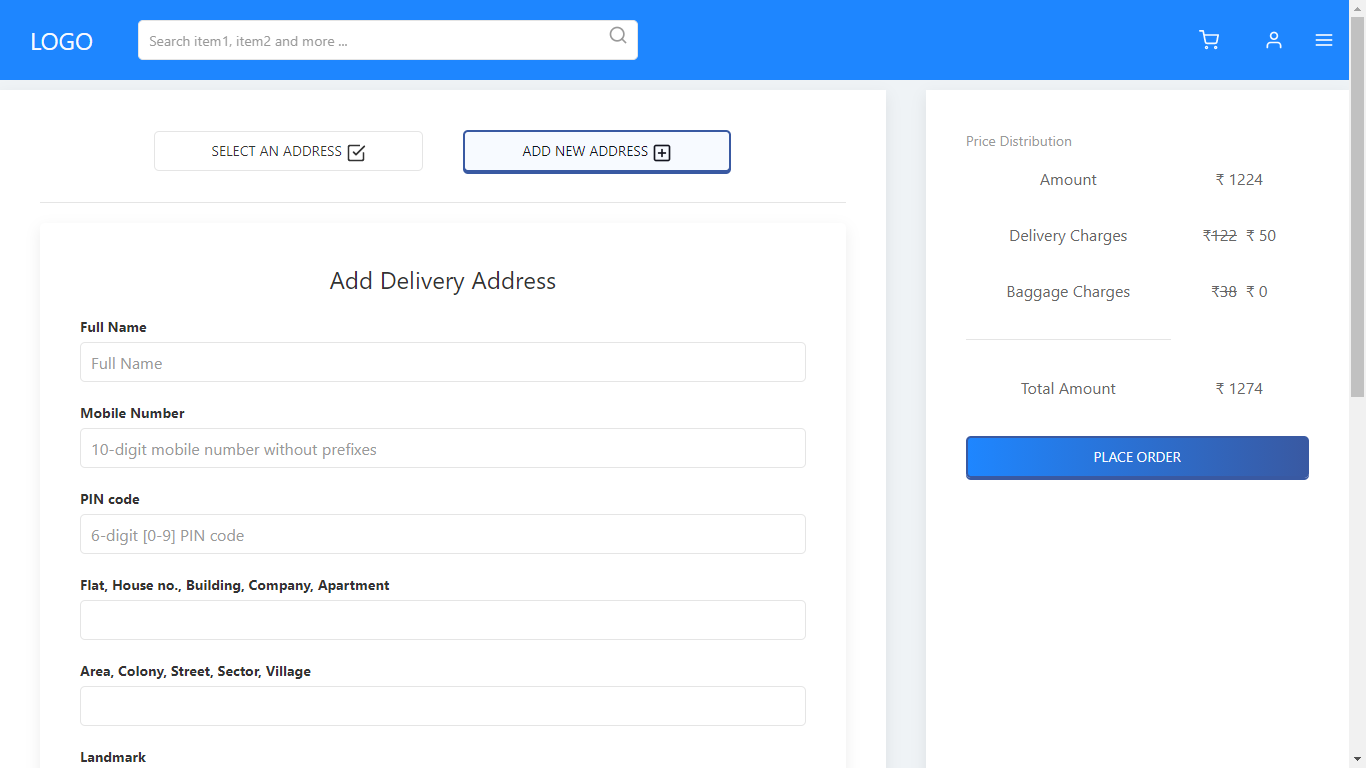 LOGO
Search item1, item2 and more ...
SELECT AN ADDRESS
ADD NEW ADDRESS
Add Delivery Address
Full Name
Full Name
Mobile Number
10-digit mobile number without prefixes
PIN code
6-digit [0-9] PIN code
Flat, House no., Building, Company, Apartment
Area, Colony, Street, Sector, Village
Landmark
Price Distribution
Amount ₹ 1224
Delivery Charges ₹122 ₹ 50
Baggage Charges ₹38 ₹ 0
Total Amount ₹ 1274
PLACE ORDER